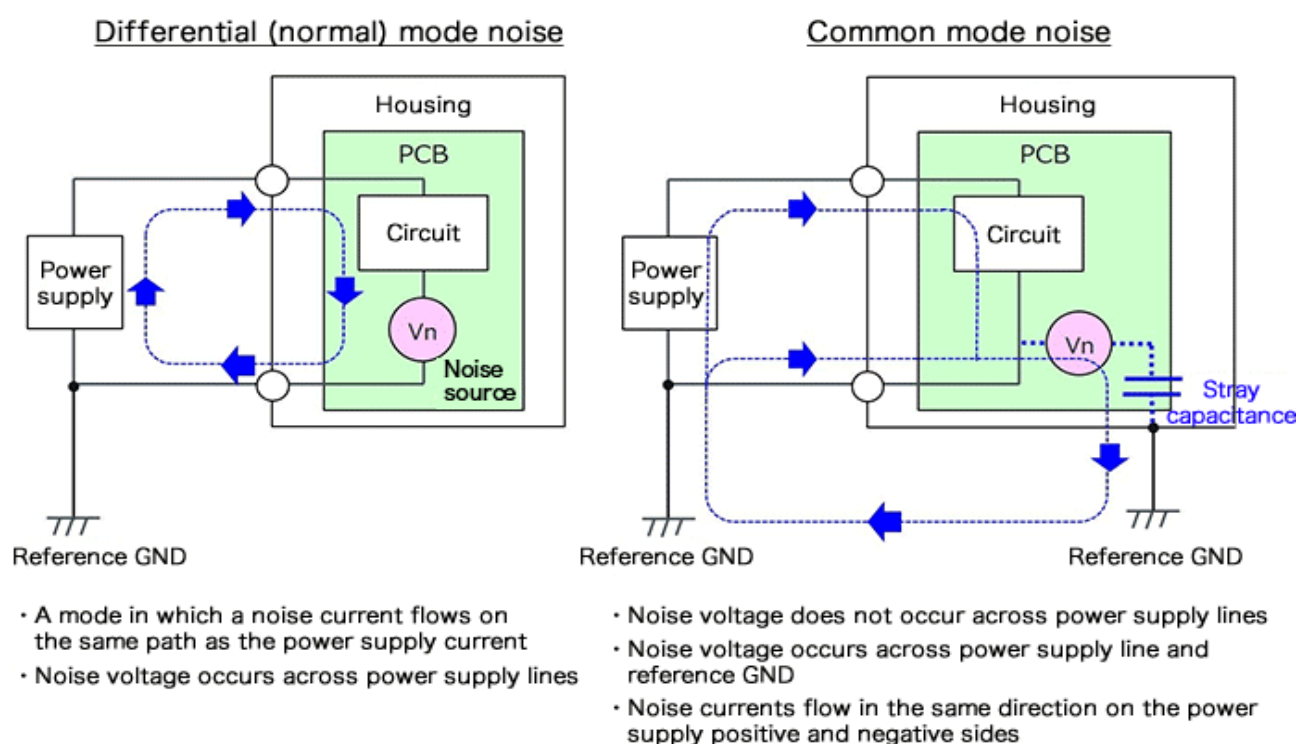 Differential (normal) mode noise
Housing
PCB
Circuit
Power
supply
Vn
Noise
source
Reference GND
・A mode in which a noise current flows on
the same path as the power supply current
・Noise voltage occurs across power supply lines
Common mode noise
Housing
PCB
Circuit
Power
supply
Vn
Stray
capacitance
Reference GND
Reference GND
・Noise voltage does not occur across power supply lines
・Noise voltage occurs across power supply line and
reference GND
・Noise currents flow in the same direction on the power
supply positive and negative sides